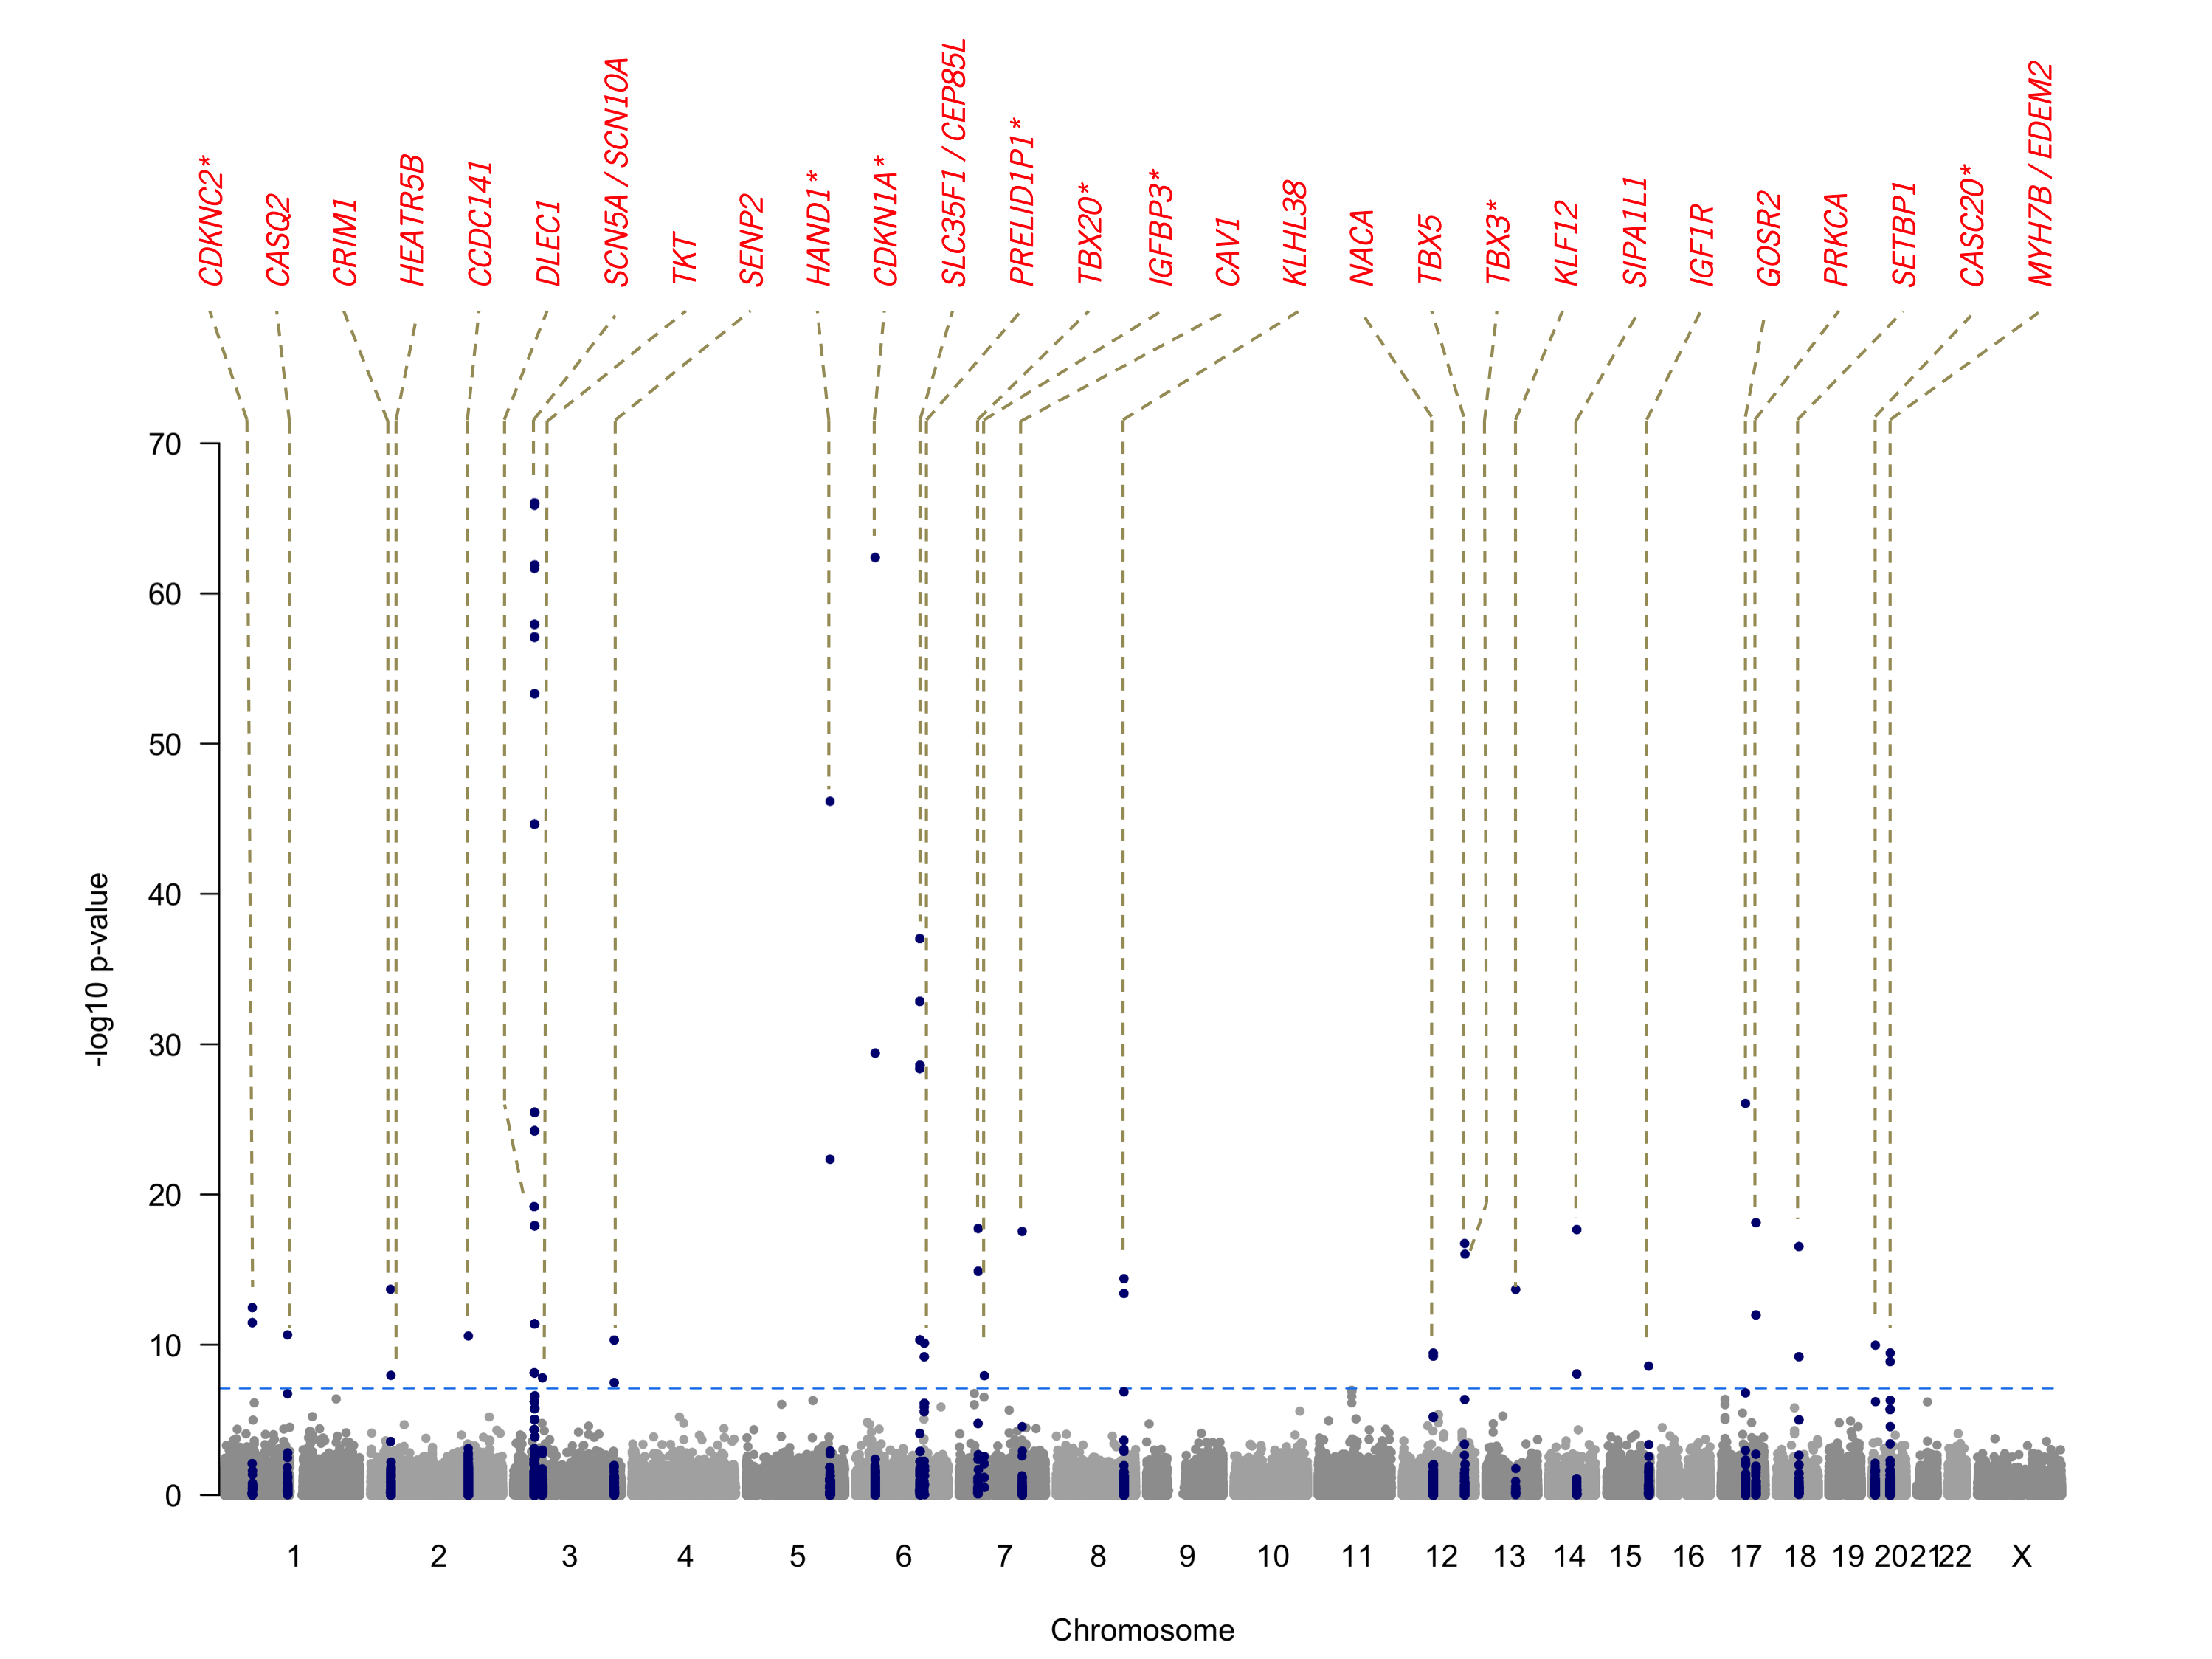 CDKNC2*
CASQ2
CRIM1
HEATR5B
CCDC141
DLEC1
SCN5A / SCN10A
TKT
SENP2
HAND1*
CDKN1A*
SLC35F1 / CEP85L
PRELID1P1*
TBX20*
IGFBP3*
CAV1
KLHL38
NACA
TBX5
TBX3*
KLF12
SIPA1L1
IGF1R
GOSR2
PRKCA
SETBP1
CASC20*
MYH7B / EDEM2
70
60
50
40
30
20
10
0
-log10 p-value
1 2 3 4 5 6 7 8 9 10 11 12 13 14 15 16 17 18 19 20 21 22 X
Chromosome